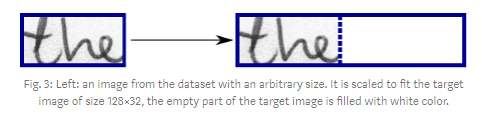 the the
Fig. 3: Left: an image from the dataset with an arbitrary size. It is scaled to fit the target
image of size 128×32, the empty part of the target image is filled with white color.